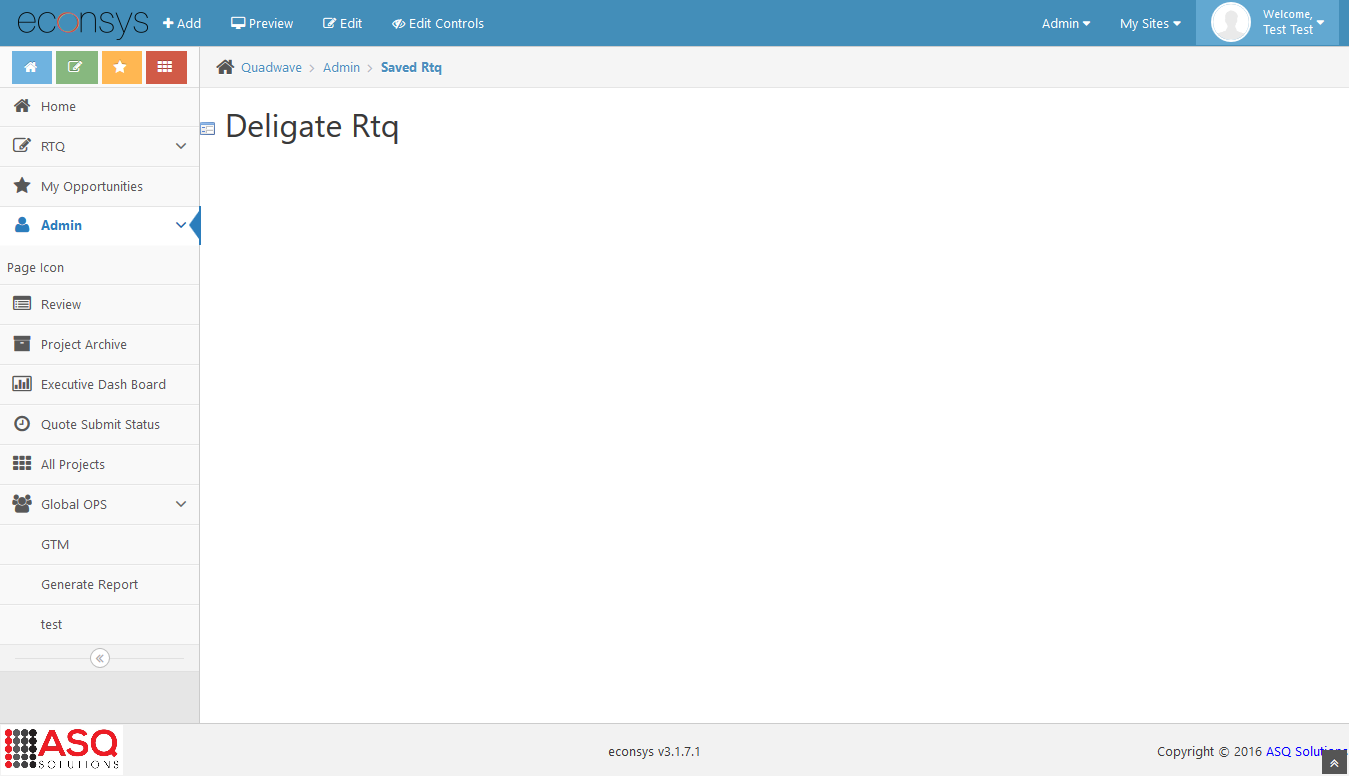 econsys Add Preview Edit Edit Controls Admin My Sites Welcome,
Test Test
Quadwave > Admin > Saved Rtq
Home
Deligate Rtq
RTQ
My Opportunities
Admin
Page Icon
Review
Project Archive
Executive Dash Board
Quote Submit Status
All Projects
Global OPS
GTM
Generate Report
test
ASQ
SOLUTIONS
econsys v3.1.7.1
Copyright © 2016 ASQ Solutions